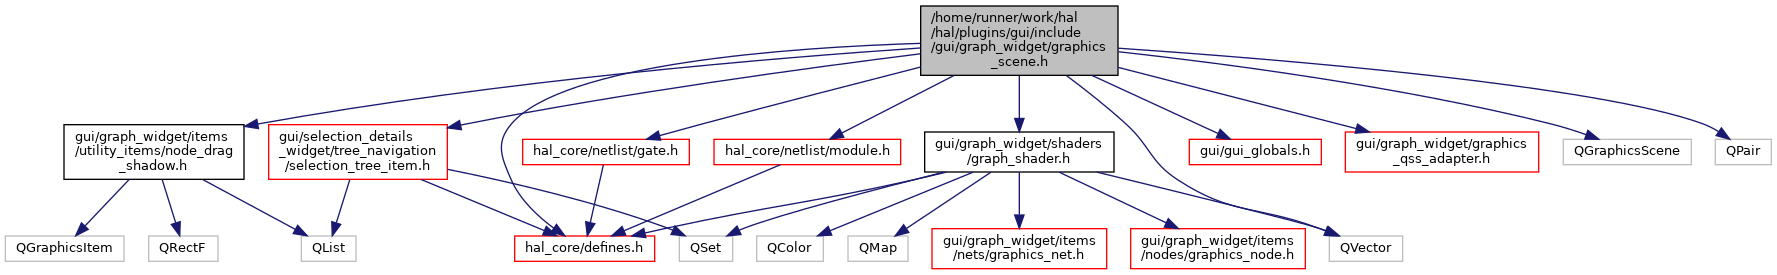 /home/runner/work/hal
/hal/plugins/gui/include
/gui/graph_widget/graphics
_scene.h
gui/graph_widget/items
/utility_items/node_drag
_shadow.h
gui/selection_details
_widget/tree_navigation
/selection_tree_item.h
hal_core/netlist/gate.h
hal_core/netlist/module.h
gui/graph_widget/shaders
/graph_shader.h
gui/gui_globals.h
gui/graph_widget/graphics
_qss_adapter.h
QGraphicsScene
QPair
QGraphicsItem
QRectF
QList
hal_core/defines.h
QSet
QColor
QMap
gui/graph_widget/items
/nets/graphics_net.h
gui/graph_widget/items
/nodes/graphics_node.h
QVector